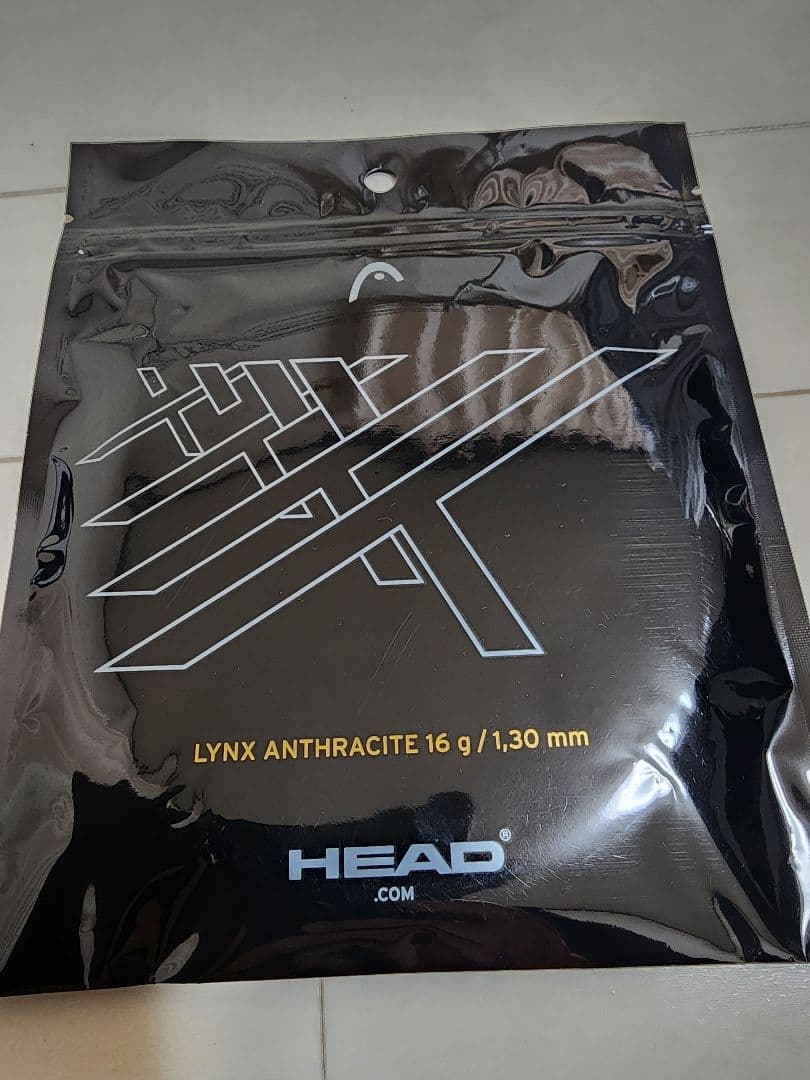 LYNX ANTHRACITE 16 g / 1,30 mm
HEAD®
.COM